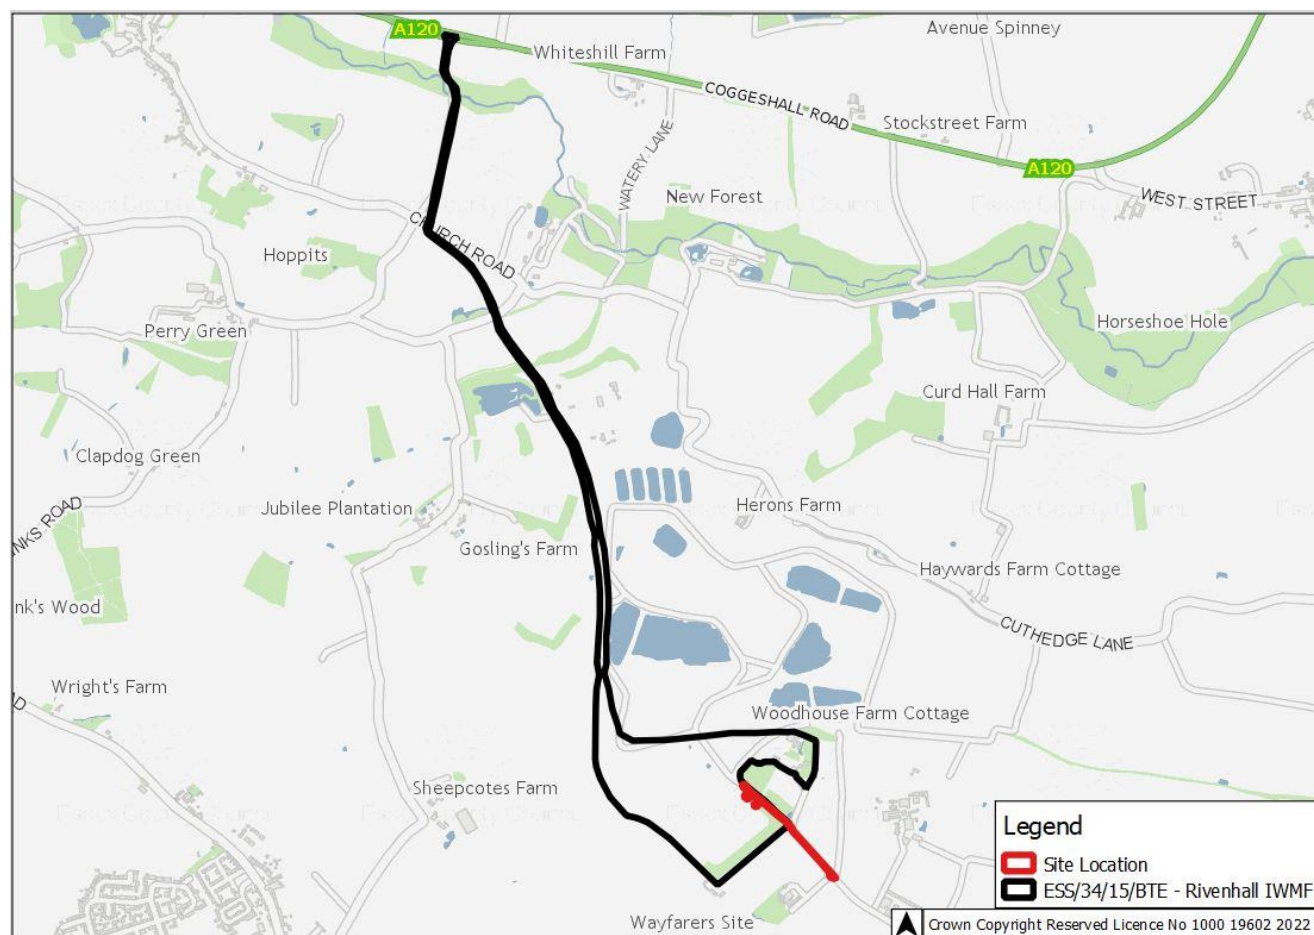 A120
Whiteshill Farm
Avenue Spinney
COGGESHALL ROAD
Stockstreet Farm
A120
WATERY LANE
New Forest
WEST STREET
CHURCH ROAD
Hoppits
Perry Green
Horseshoe Hole
Curd Hall Farm
Clapdog Green
Jubilee Plantation
Herons Farm
NKS ROAD
Gosling's Farm
Haywards Farm Cottage
nk's Wood
CUTHEDGE LANE
Wright's Farm
Woodhouse Farm Cottage
Sheepcotes Farm
Wayfarers Site
Legend
Site Location
ESS/34/15/BTE - Rivenhall IWMF
Crown Copyright Reserved Licence No 1000 19602 2022